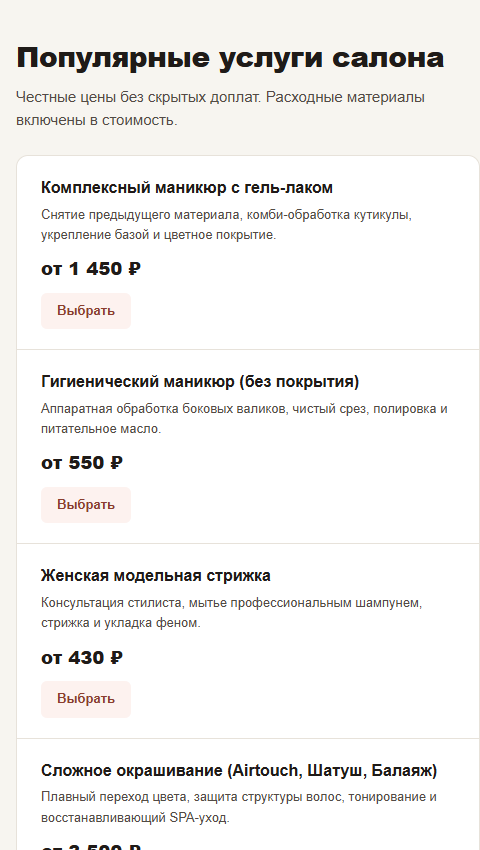 Популярные услуги салона
Честные цены без скрытых доплат. Расходные материалы
включены в стоимость.
Комплексный маникюр с гель-лаком
Снятие предыдущего материала, комби-обработка кутикулы,
укрепление базой и цветное покрытие.
от 1 450 ₽
Выбрать
Гигиенический маникюр (без покрытия)
Аппаратная обработка боковых валиков, чистый срез, полировка и
питательное масло.
от 550 ₽
Выбрать
Женская модельная стрижка
Консультация стилиста, мытье профессиональным шампунем,
стрижка и укладка феном.
от 430 ₽
Выбрать
Сложное окрашивание (Airtouch, Шатуш, Балаяж)
Плавный переход цвета, защита структуры волос, тонирование и
восстанавливающий SPA-уход.
от 3 500 ₽